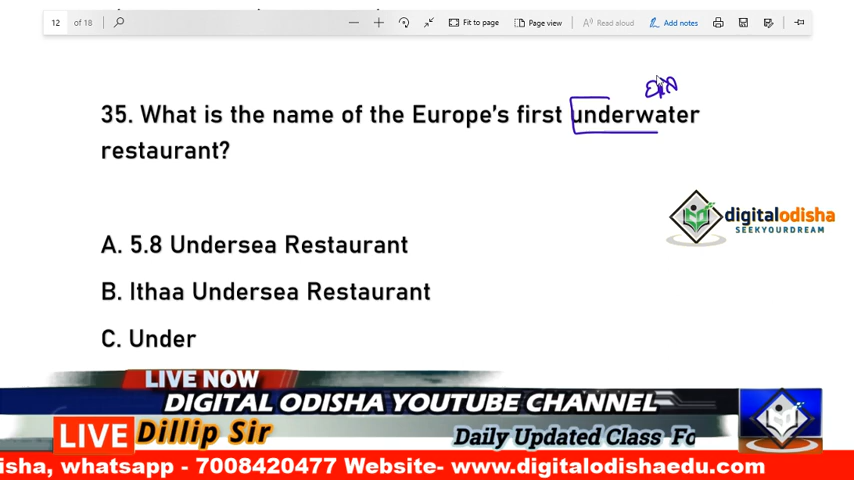 12 of 18 Fit to page Page view Read aloud Add notes
35. What is the name of the Europe's first underwater
restaurant?
digitalodisha
SEEKYOURDREAM
A. 5.8 Undersea Restaurant
B. Ithaa Undersea Restaurant
C. Under
LIVE NOW
DIGITAL ODISHA YOUTUBE CHANNEL
LIVE Dillip Sir Daily Updated Class Fo
isha, whatsapp - 7008420477 Website- www.digitalodishaedu.com